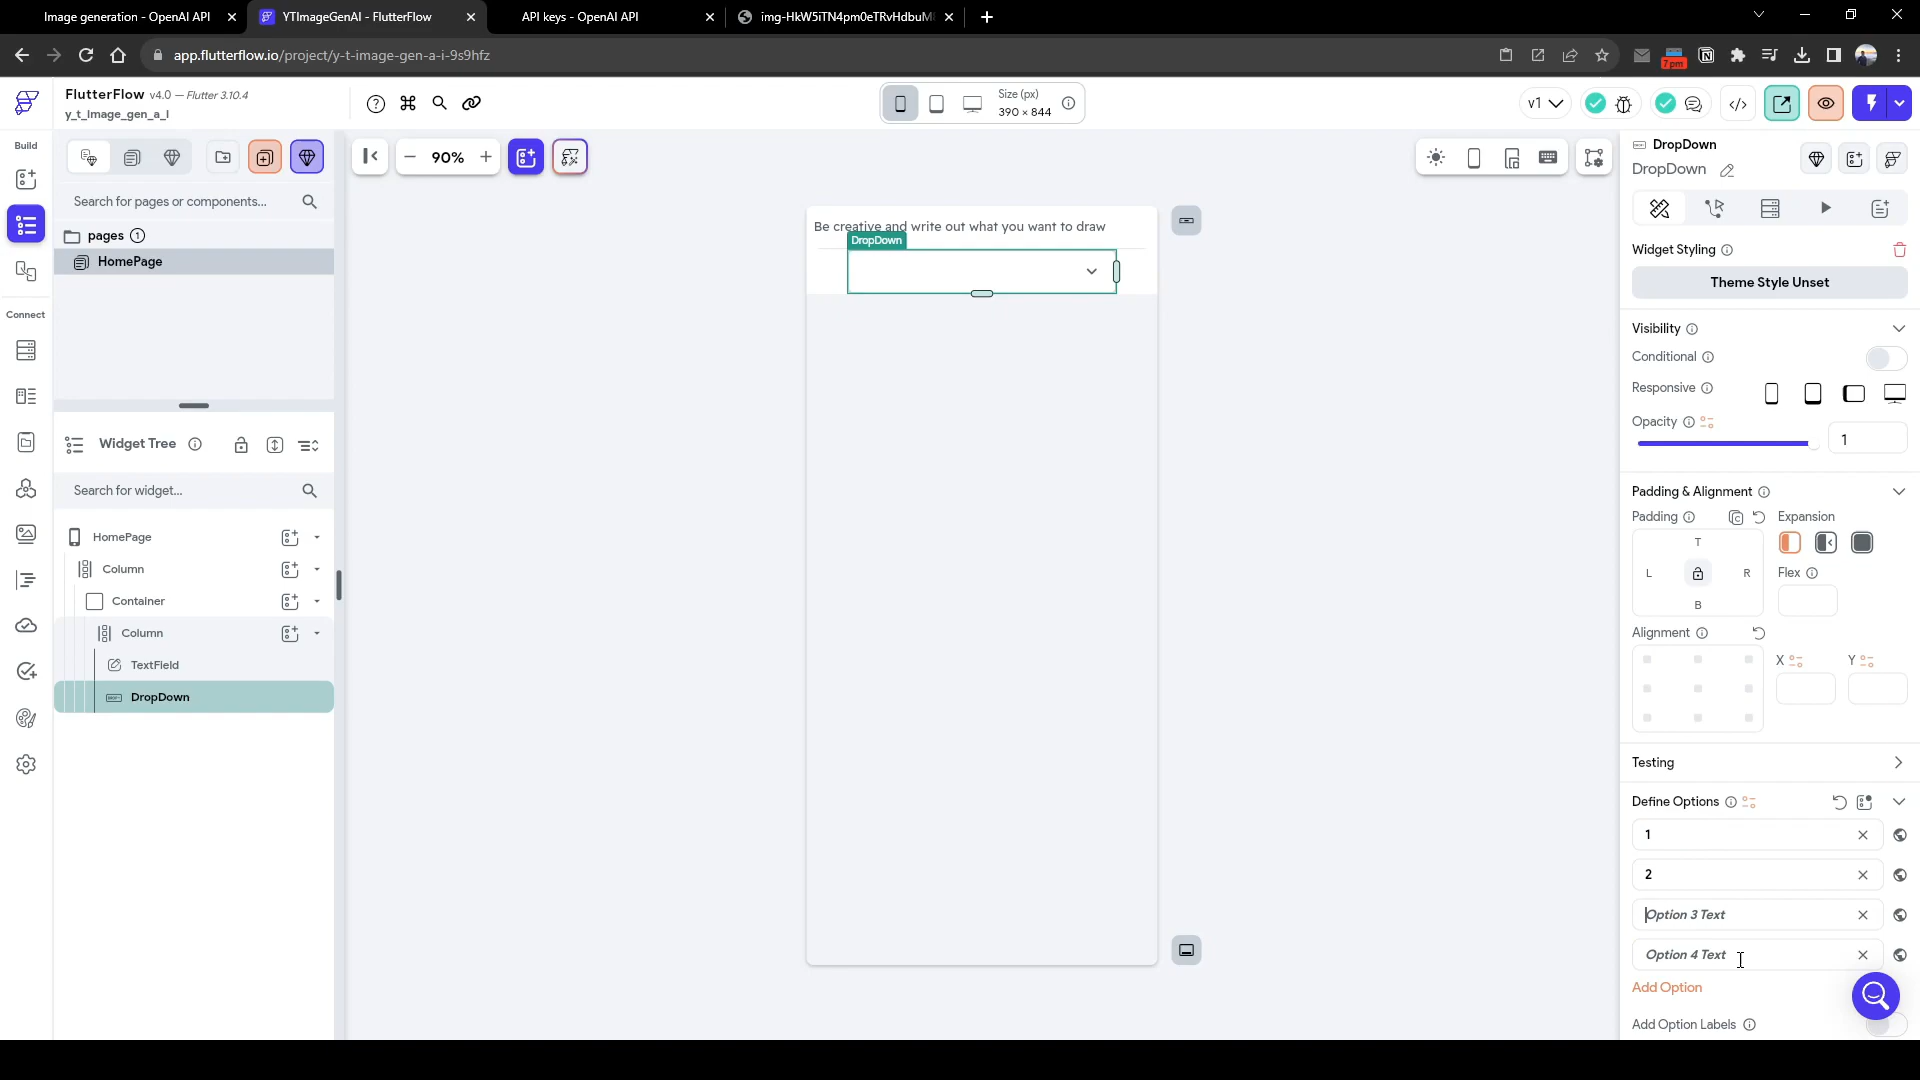 Image generation - OpenAI API
YTImageGenAI - FlutterFlow
API keys - OpenAI API
img-HkW5iTN4pm0eTRvHdbuM
app.flutterflow.io/project/y-t-image-gen-a-i-9s9hfz
7pm
FlutterFlow v4.0 — Flutter 3.10.4
y_t_Image_gen_a_I
Size (px)
390 × 844
v1
Build
90%
DropDown
DropDown
Search for pages or components...
pages 1
HomePage
Be creative and write out what you want to draw
DropDown
Widget Styling
Theme Style Unset
Connect
Visibility
Conditional
Responsive
Opacity
1
Widget Tree
Search for widget...
Padding & Alignment
Padding
Expansion
T
L
R
B
Flex
HomePage
Column
Container
Column
TextField
DropDown
Alignment
X
Y
Testing
Define Options
1
2
Option 3 Text
Option 4 Text
Add Option
Add Option Labels